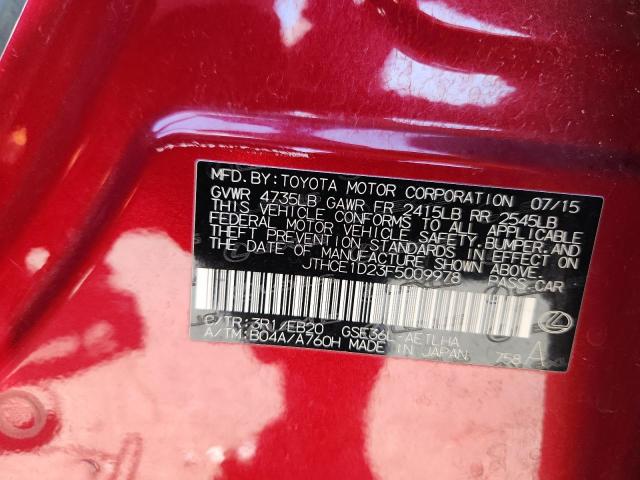 MFD. BY: TOYOTA MOTOR CORPORATION 07/15
GVWR 4735LB GAWR FR 2415LB RR 2545LB
THIS VEHICLE CONFORMS TO ALL APPLICABLE
FEDERAL MOTOR VEHICLE SAFETY, BUMPER, AND
THEFT PREVENTION STANDARDS IN EFFECT ON
THE DATE OF MANUFACTURE SHOWN ABOVE.
JTHCE1D23F5009978 PASS.CAR
C/TR: 3R1/EB20 GSE36L-AETLHA
A/TM: B04A/A760H MADE IN JAPAN 758 A